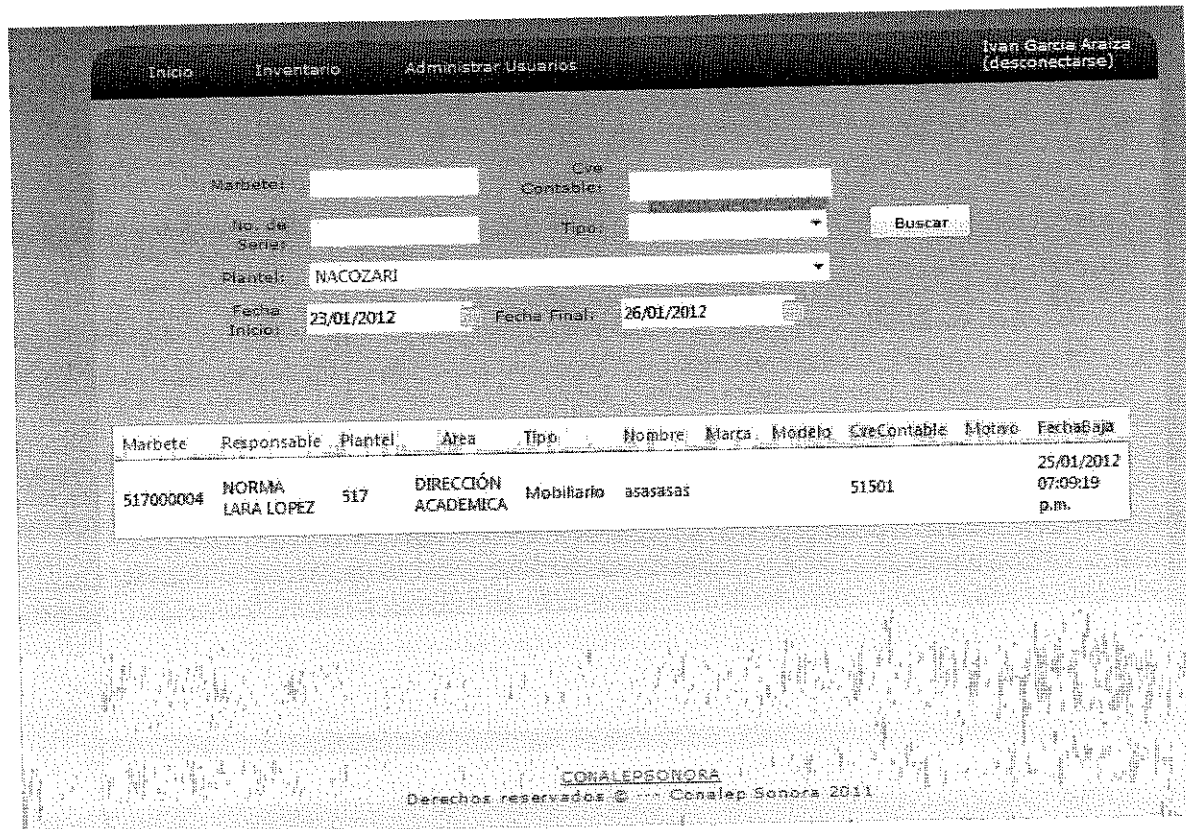 Inicio Inventario Administrar Usuarios
Ivan Garcia Araiza
(desconectarse)
Marbete:
Cve
Contable:
No. de
Serie:
Tipo:
Buscar
Plantel: NACOZARI
Fecha
Inicio: 23/01/2012
Fecha Final: 26/01/2012
Marbete Responsable Plantel Area Tipo Nombre Marca Modelo CveContable Motivo FechaBaja
517000004 NORMA LARA LOPEZ 517 DIRECCIÓN ACADEMICA Mobiliario asasasas 51501 25/01/2012 07:09:19 p.m.
CONALEPSONORA
Derechos reservados © --- Conalep Sonora 2011